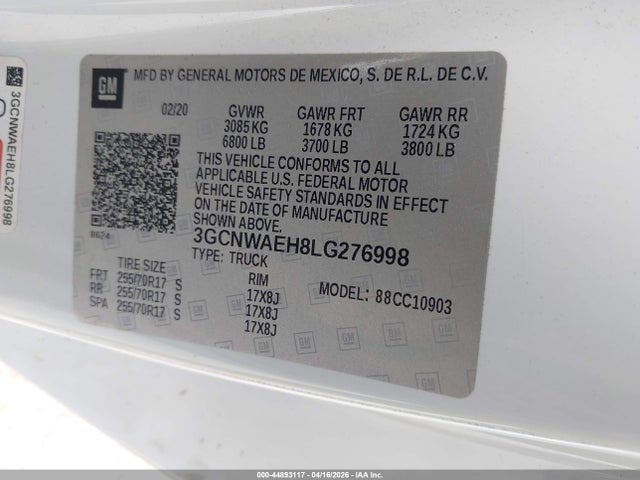 3GCNWAEH8LG276998
GM
MFD BY GENERAL MOTORS DE MEXICO, S. DE R.L. DE C.V.
02/20 GVWR GAWR FRT GAWR RR
3085 KG 1678 KG 1724 KG
6800 LB 3700 LB 3800 LB
THIS VEHICLE CONFORMS TO ALL
APPLICABLE U.S. FEDERAL MOTOR
VEHICLE SAFETY STANDARDS IN EFFECT
ON THE DATE OF MANUFACTURE
SHOWN ABOVE.
B624
3GCNWAEH8LG276998
TYPE: TRUCK
TIRE SIZE RIM MODEL: 88CC10903
FRT 255/70R17 S 17X8J
RR 255/70R17 S 17X8J
SPA 255/70R17 S 17X8J
000-44893117 - 04/16/2026 - IAAI.com